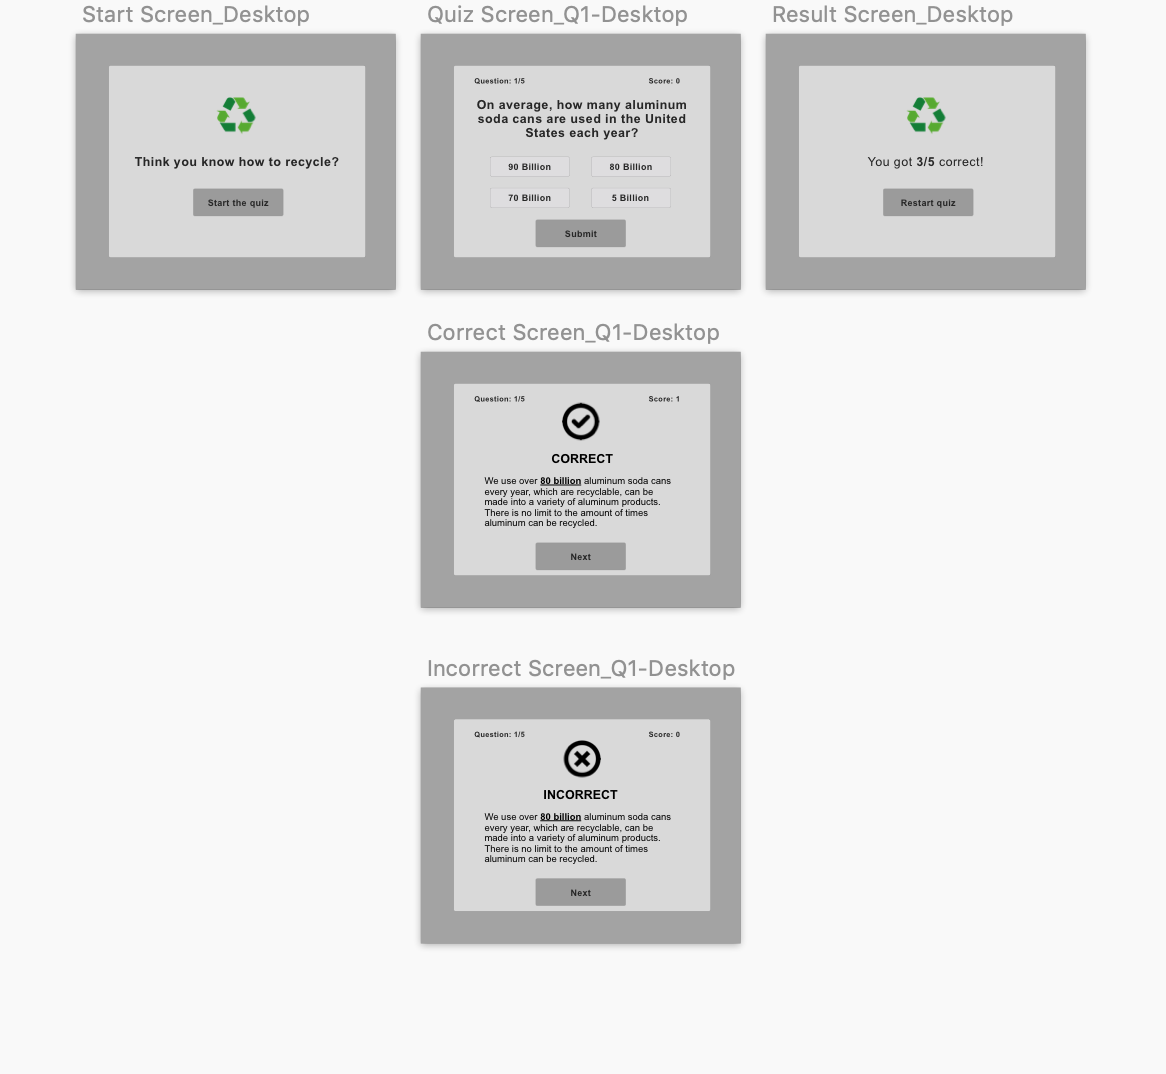 Start Screen_Desktop
Think you know how to recycle?
Start the quiz
Quiz Screen_Q1-Desktop
Question: 1/5
Score: 0
On average, how many aluminum
soda cans are used in the United
States each year?
90 Billion
80 Billion
70 Billion
5 Billion
Submit
Result Screen_Desktop
You got 3/5 correct!
Restart quiz
Correct Screen_Q1-Desktop
Question: 1/5
Score: 1
CORRECT
We use over 80 billion aluminum soda cans
every year, which are recyclable, can be
made into a variety of aluminum products.
There is no limit to the amount of times
aluminum can be recycled.
Next
Incorrect Screen_Q1-Desktop
Question: 1/5
Score: 0
INCORRECT
We use over 80 billion aluminum soda cans
every year, which are recyclable, can be
made into a variety of aluminum products.
There is no limit to the amount of times
aluminum can be recycled.
Next